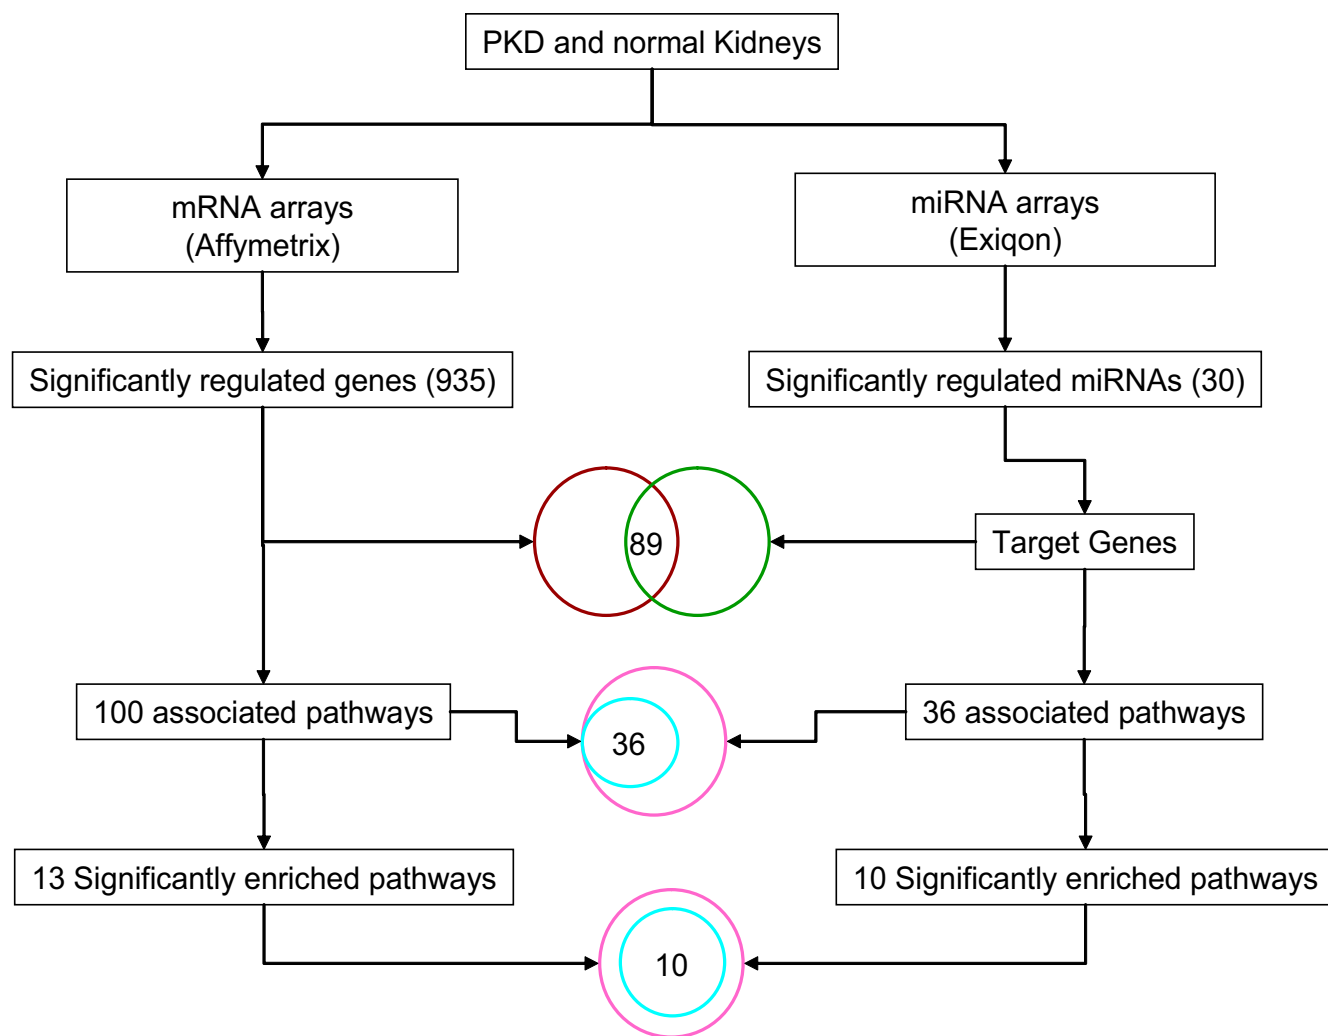 PKD and normal Kidneys
mRNA arrays
(Affymetrix)
miRNA arrays
(Exiqon)
Significantly regulated genes (935)
Significantly regulated miRNAs (30)
89
Target Genes
100 associated pathways
36
36 associated pathways
13 Significantly enriched pathways
10 Significantly enriched pathways
10